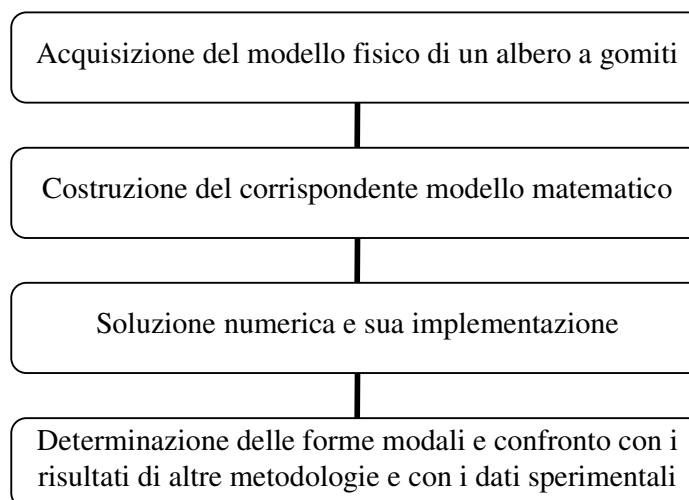 Acquisizione del modello fisico di un albero a gomiti
Costruzione del corrispondente modello matematico
Soluzione numerica e sua implementazione
Determinazione delle forme modali e confronto con i
risultati di altre metodologie e con i dati sperimentali